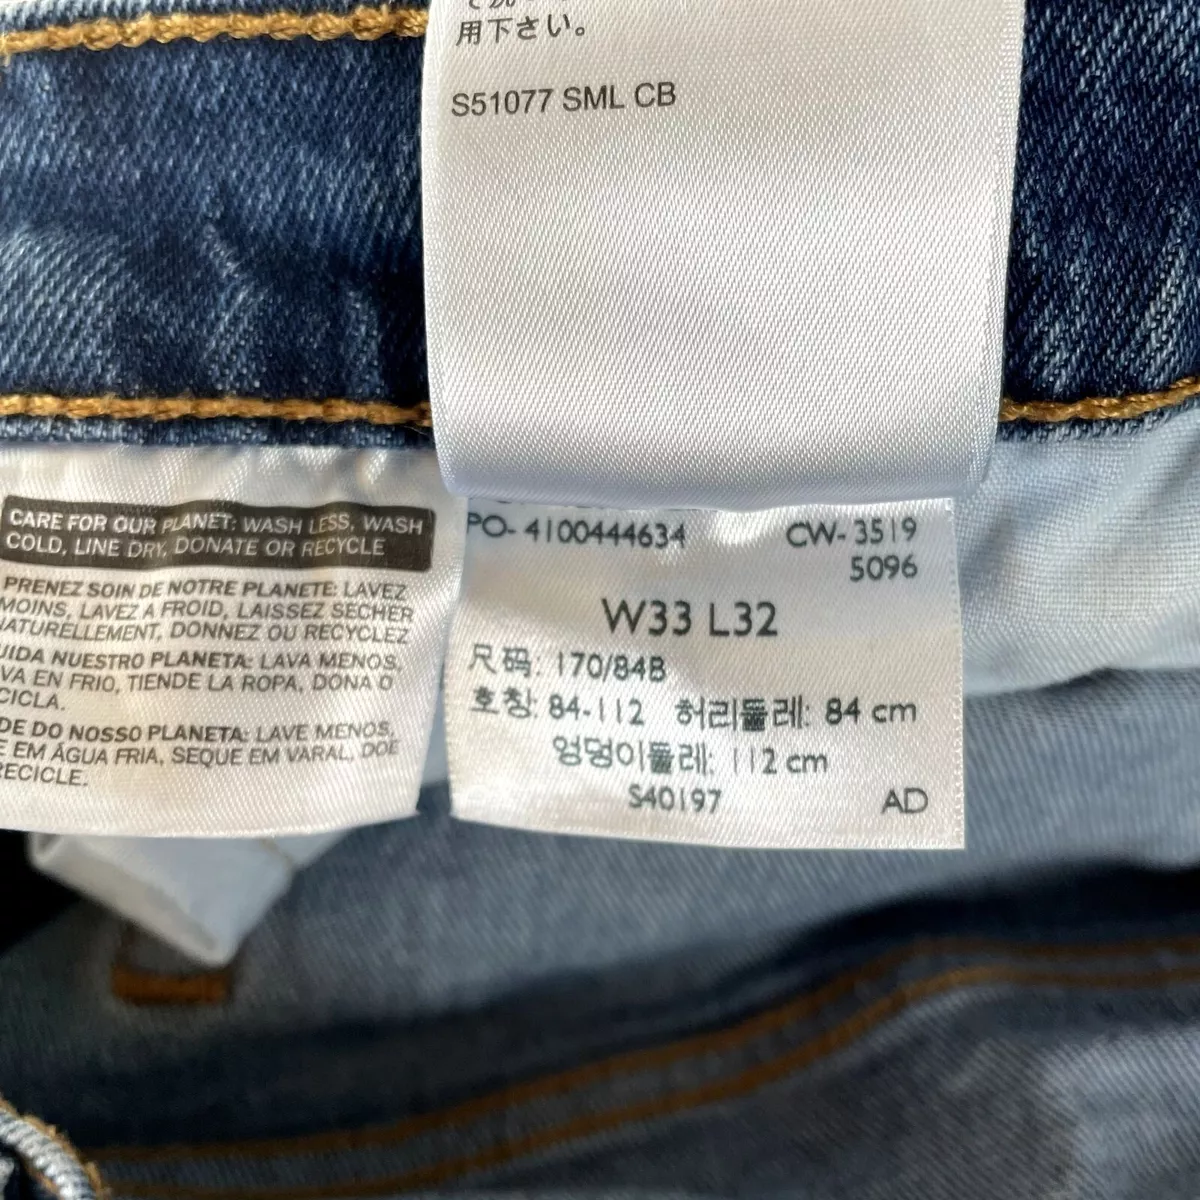 用下さい。
S51077 SML CB
CARE FOR OUR PLANET: WASH LESS, WASH
COLD, LINE DRY, DONATE OR RECYCLE
PRENEZ SOIN DE NOTRE PLANETE: LAVEZ
MOINS, LAVEZ A FROID, LAISSEZ SECHER
NATURELLEMENT, DONNEZ OU RECYCLEZ
UIDA NUESTRO PLANETA: LAVA MENOS,
VA EN FRIO, TIENDE LA ROPA, DONA O
CICLA.
DE DO NOSSO PLANETA: LAVE MENOS,
E EM ÁGUA FRIA, SEQUE EM VARAL, DOE
RECICLE.
PO- 4100444634 CW- 3519
5096
W33 L32
尺码: 170/84B
호칭: 84-112 허리둘레: 84 cm
엉덩이둘레: 112 cm
S40197 AD